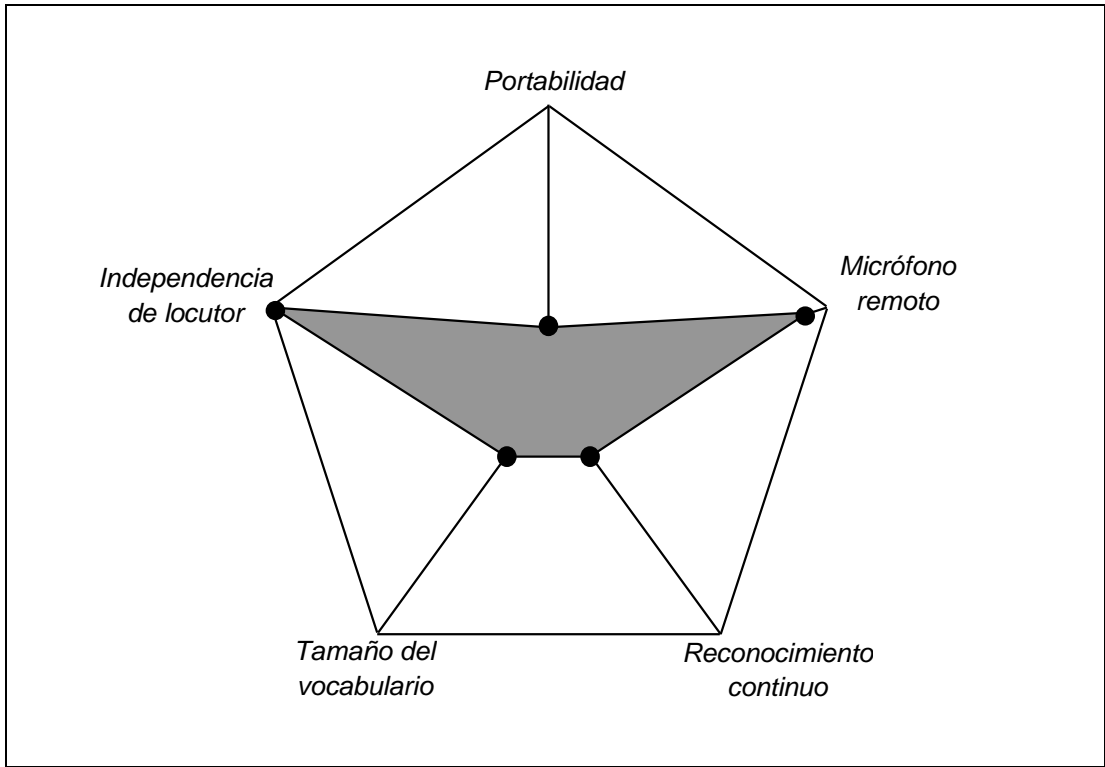 Portabilidad
Independencia
de locutor
Micrófono
remoto
Tamaño del
vocabulario
Reconocimiento
continuo